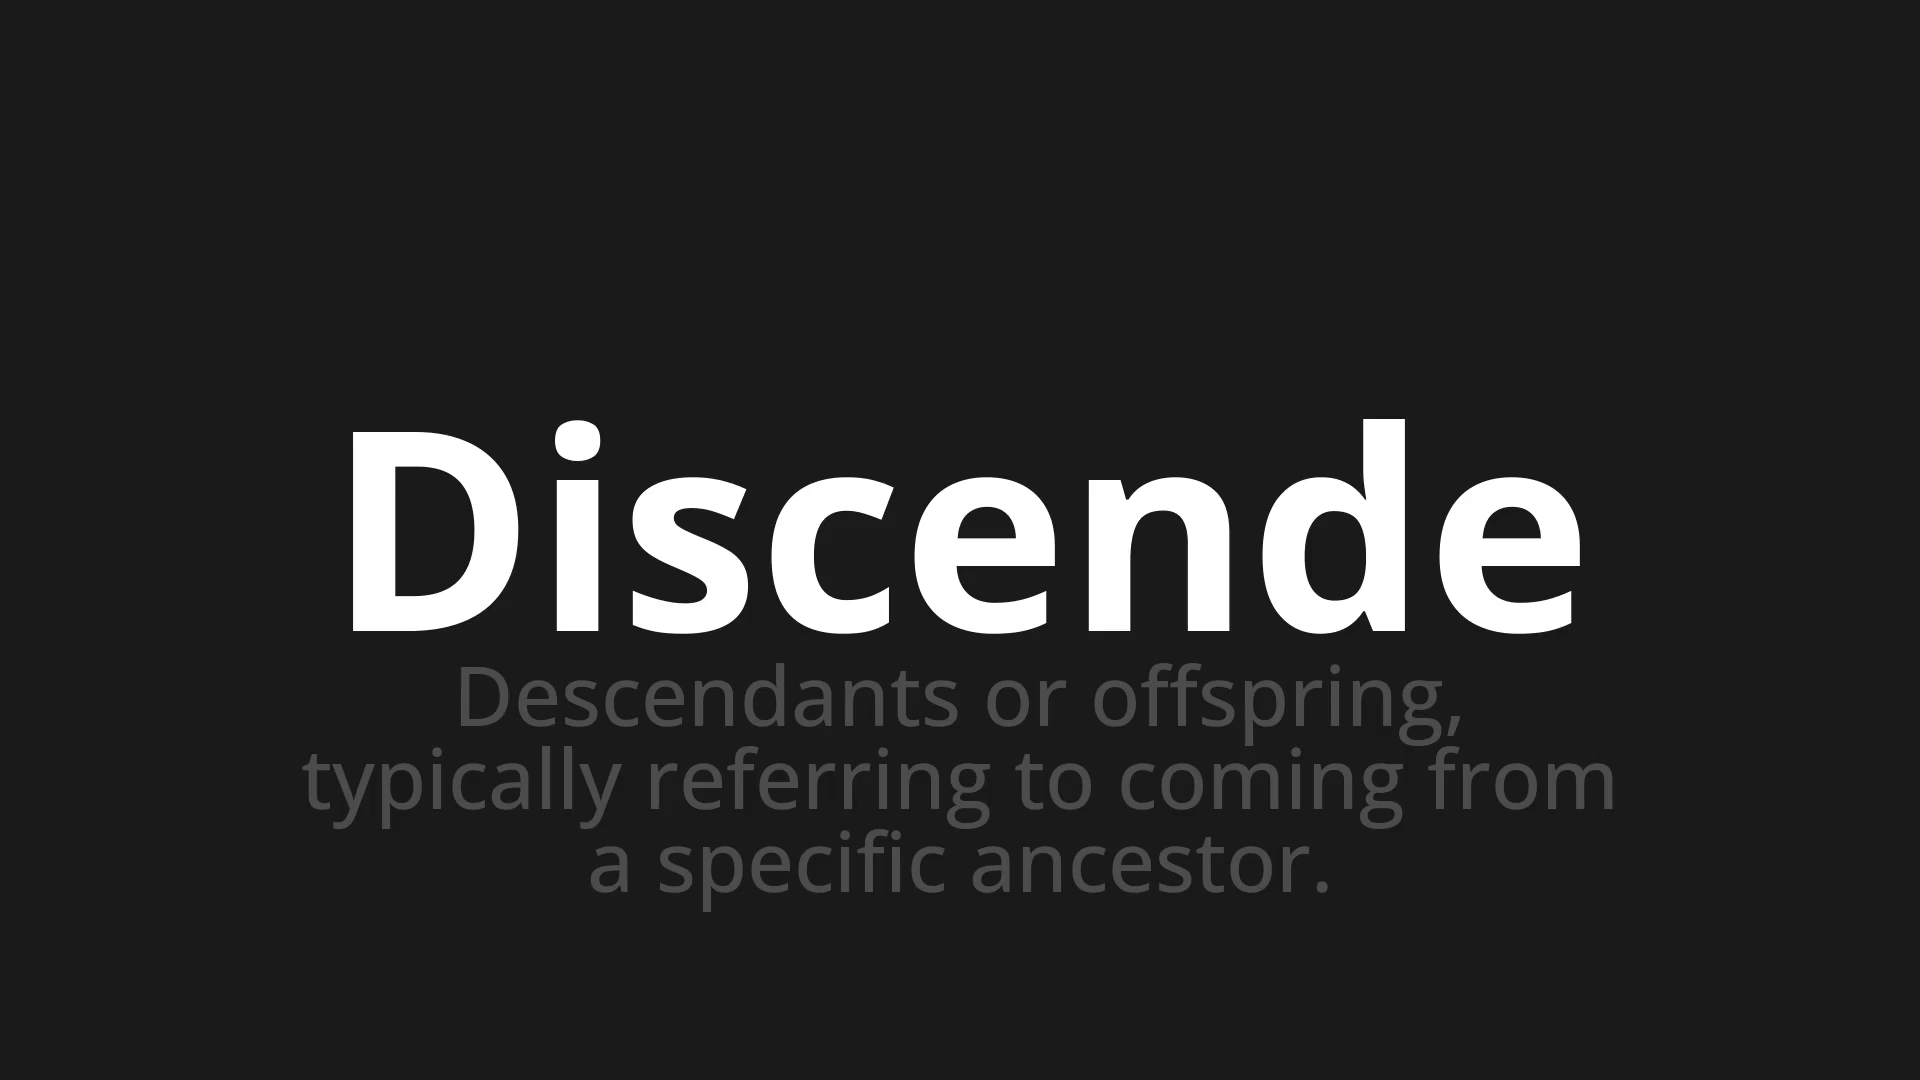 Discende
Descendants or offspring,
typically referring to coming from
a specific ancestor.